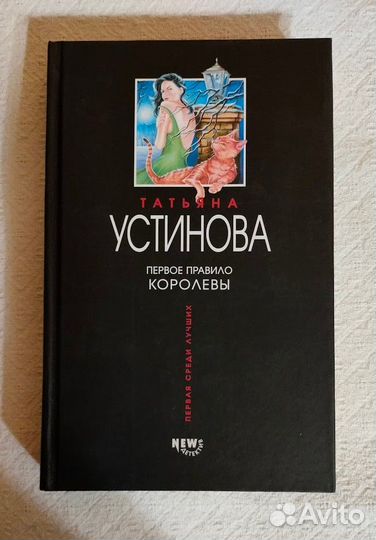 ТАТЬЯНА
УСТИНОВА
ПЕРВОЕ ПРАВИЛО
КОРОЛЕВЫ
ПЕРВАЯ СРЕДИ ЛУЧШИХ
NEW
ДЕТЕКТИВ
Avito